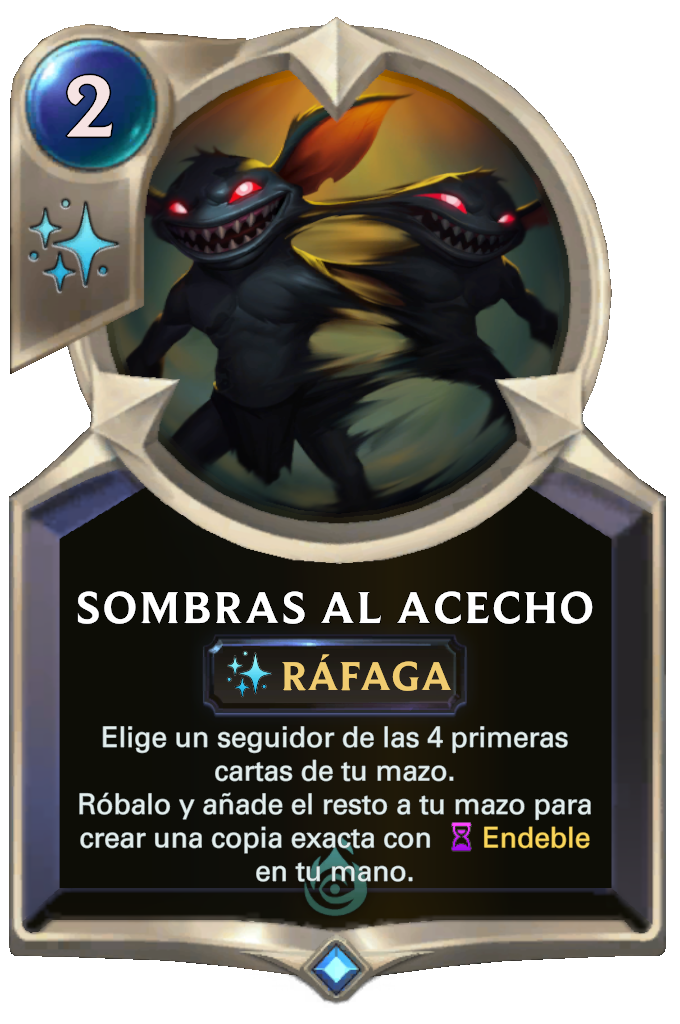 2
SOMBRAS AL ACECHO
RÁFAGA
Elige un seguidor de las 4 primeras
cartas de tu mazo.
Róbalo y añade el resto a tu mazo para
crear una copia exacta con Endeble
en tu mano.